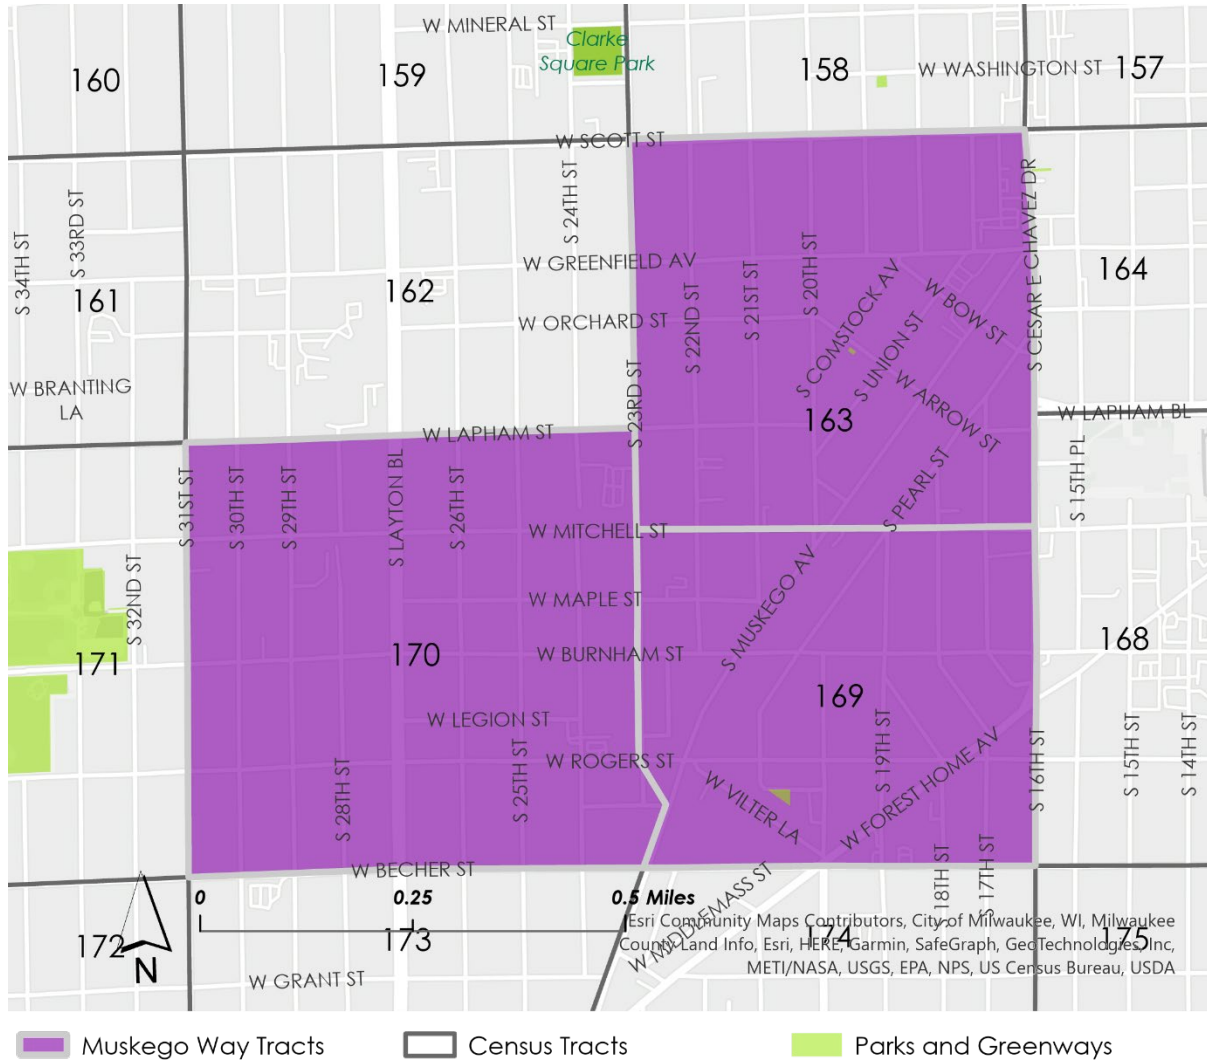 W MINERAL ST
Clarke
Square Park
160
159
158
W WASHINGTON ST
157
W SCOTT ST
S 24TH ST
S CESAR E CHAVEZ DR
S 34TH ST
S 33RD ST
161
162
W GREENFIELD AV
164
W ORCHARD ST
S 22ND ST
S 21ST ST
S 20TH ST
S COMSTOCK AV
S UNION ST
W BOW ST
W BRANTING
LA
S 23RD ST
163
W ARROW ST
W LAPHAM BL
W LAPHAM ST
S 31ST ST
S 30TH ST
S 29TH ST
S LAYTON BL
S 26TH ST
S PEARL ST
S 15TH PL
W MITCHELL ST
S 32ND ST
W MAPLE ST
S MUSKEGO AV
171
170
W BURNHAM ST
168
169
W LEGION ST
S 19TH ST
W ROGERS ST
S 28TH ST
S 25TH ST
W VILTER LA
W FOREST HOME AV
S 16TH ST
S 15TH ST
S 14TH ST
W BECHER ST
S 18TH ST
S 17TH ST
0
0.25
0.5 Miles
W MIDDLEMASS ST
172
173
174
175
N
W GRANT ST
Esri Community Maps Contributors, City of Milwaukee, WI, Milwaukee
County Land Info, Esri, HERE, Garmin, SafeGraph, GeoTechnologies, Inc,
METI/NASA, USGS, EPA, NPS, US Census Bureau, USDA
Muskego Way Tracts
Census Tracts
Parks and Greenways